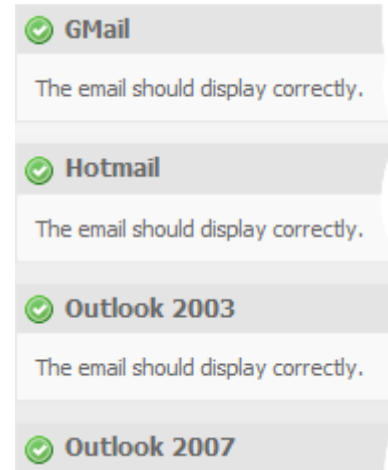 GMail
The email should display correctly.
Hotmail
The email should display correctly.
Outlook 2003
The email should display correctly.
Outlook 2007